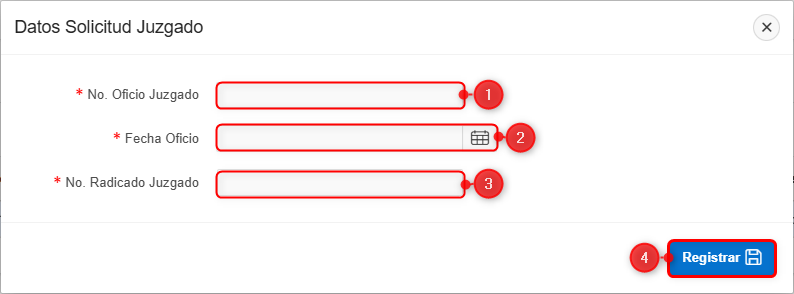 Datos Solicitud Juzgado
* No. Oficio Juzgado 1
* Fecha Oficio 2
* No. Radicado Juzgado 3
4 Registrar